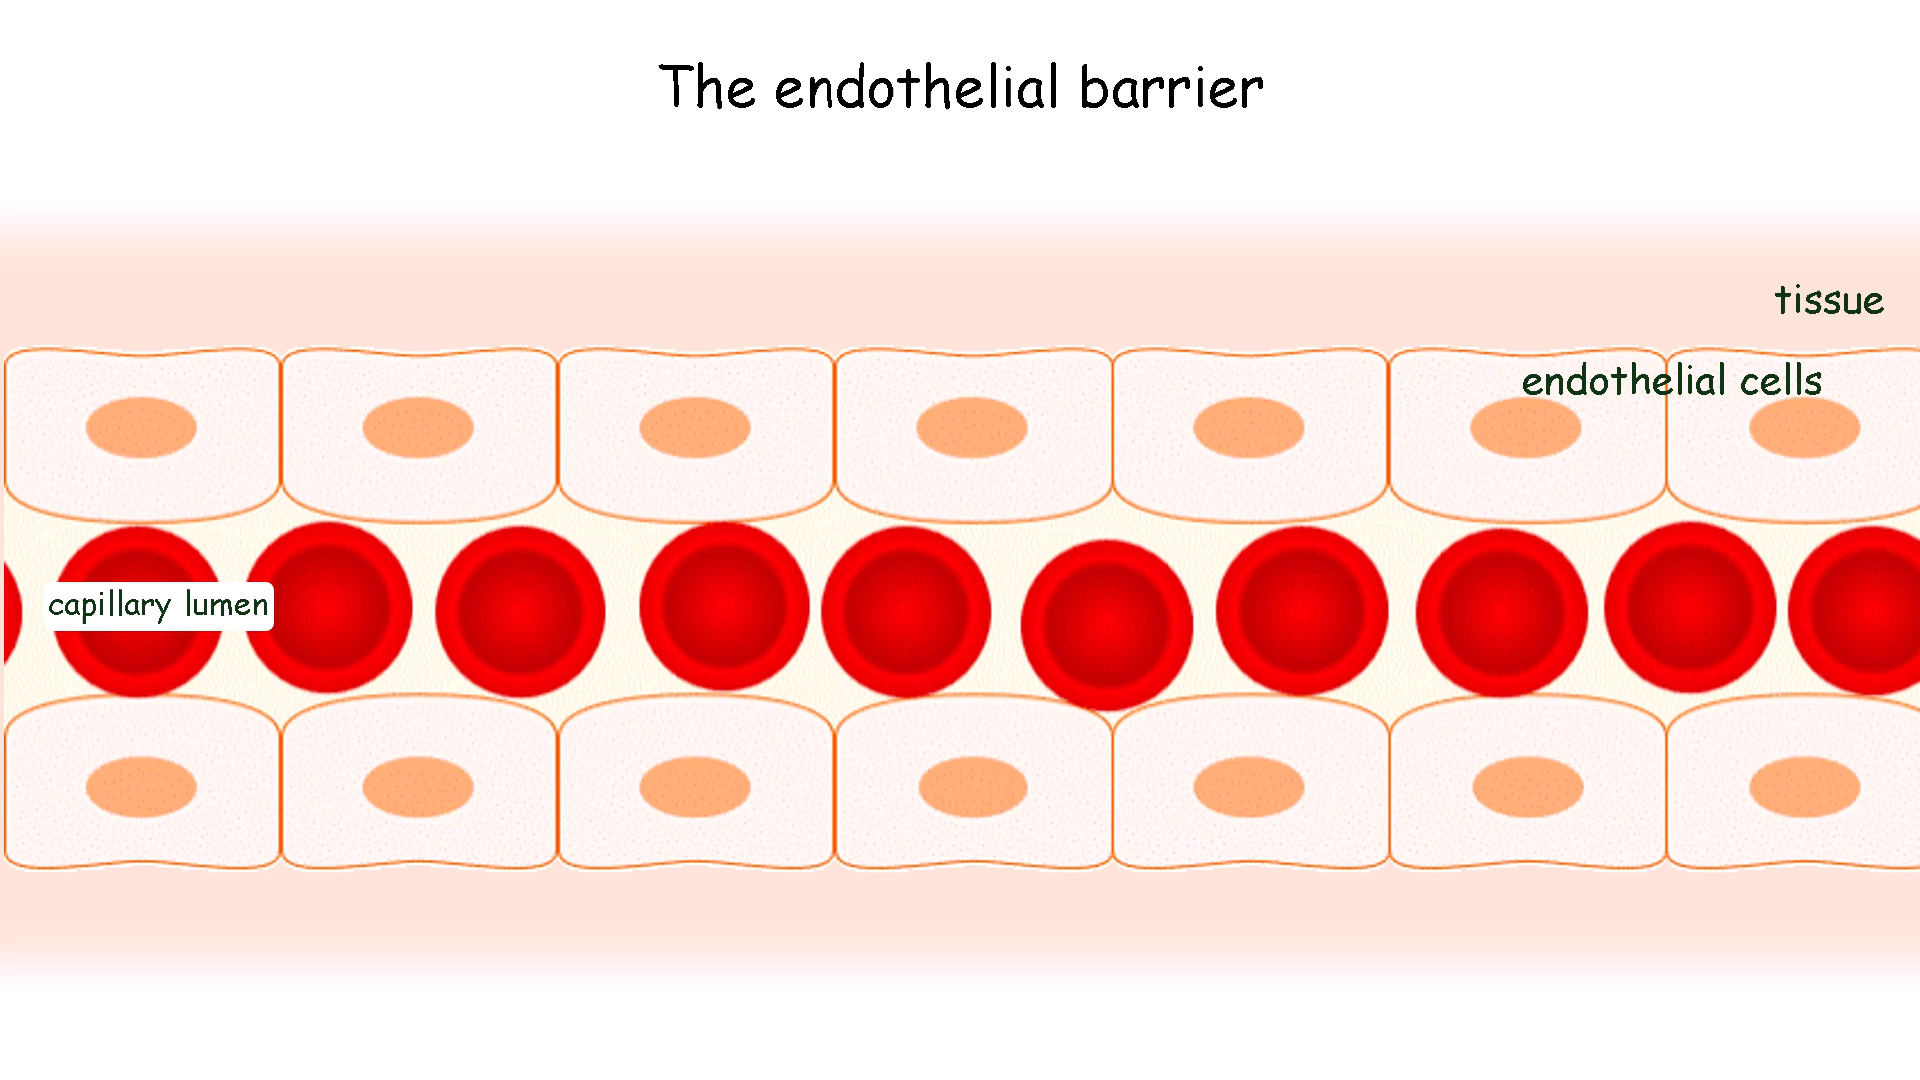 The endothelial barrier
tissue
endothelial cells
capillary lumen